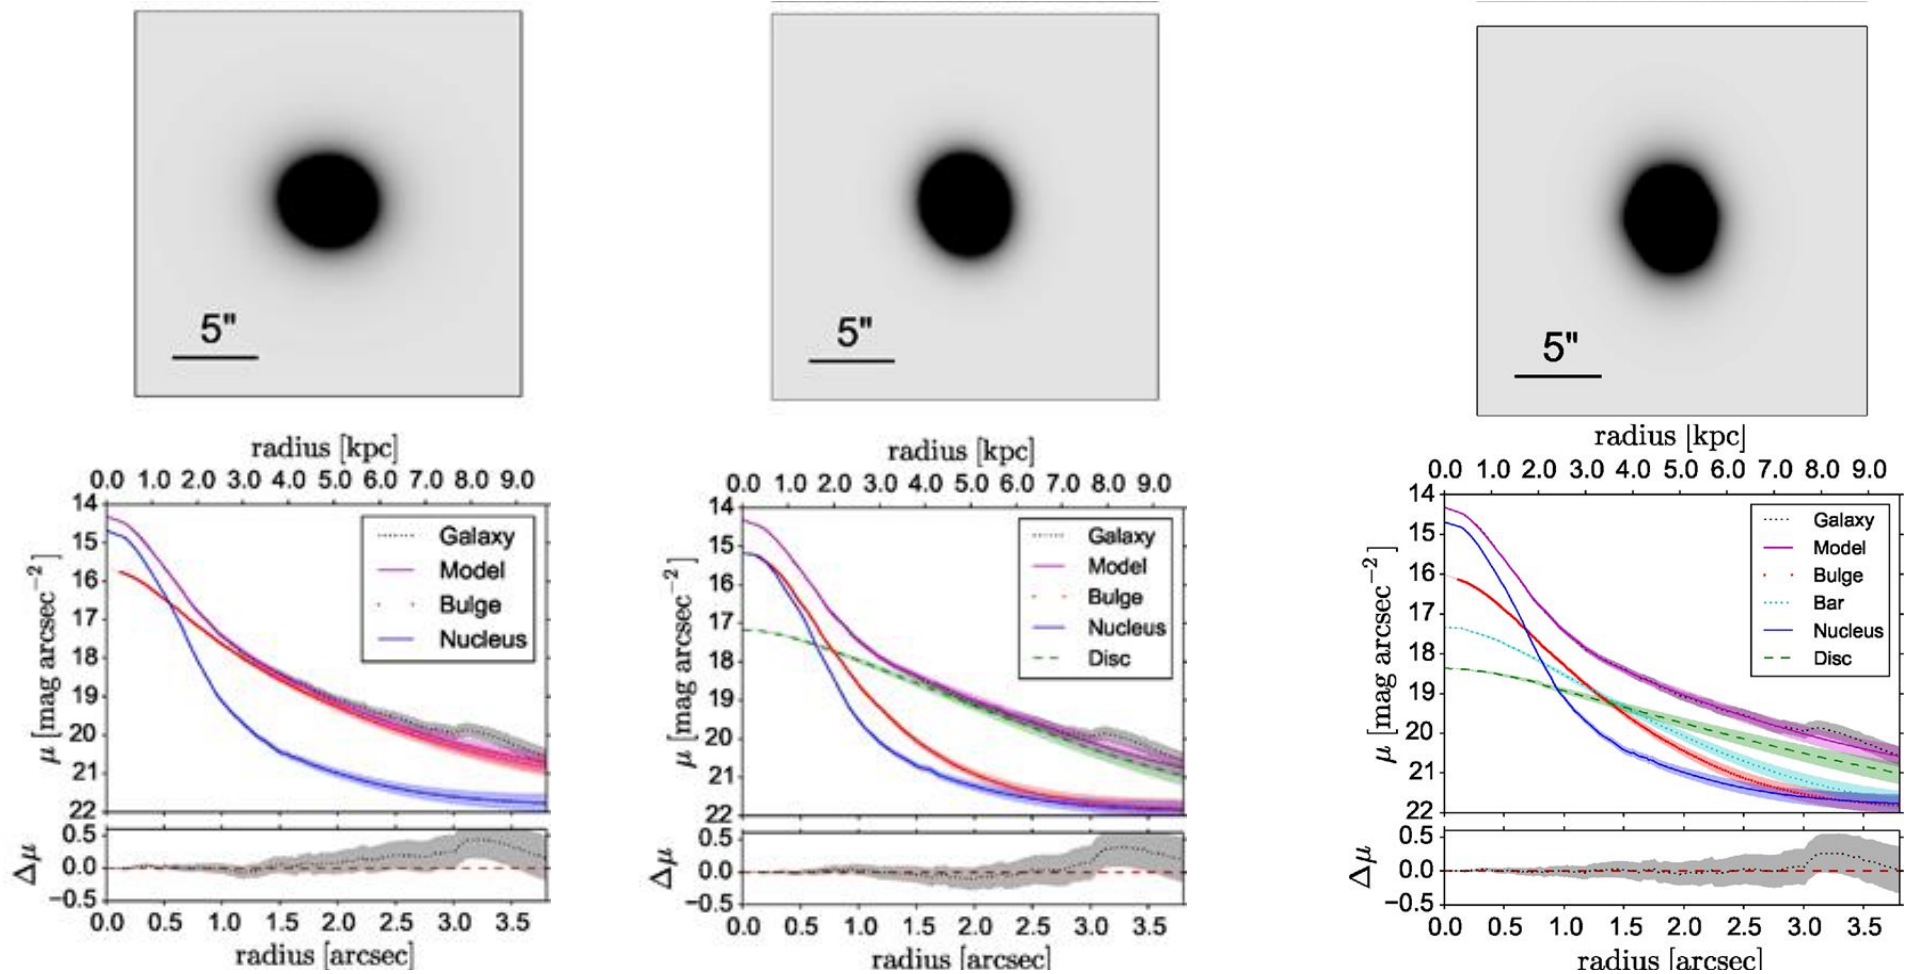 5"
5"
5"
radius [kpc]
0.0 1.0 2.0 3.0 4.0 5.0 6.0 7.0 8.0 9.0
14
15
16
17
18
19
20
21
22
μ [mag arcsec−2]
Galaxy
Model
Bulge
Nucleus
0.5
0.0
−0.5
Δμ
0.0 0.5 1.0 1.5 2.0 2.5 3.0 3.5
radius [arcsec]
radius [kpc]
0.0 1.0 2.0 3.0 4.0 5.0 6.0 7.0 8.0 9.0
14
15
16
17
18
19
20
21
22
μ [mag arcsec−2]
Galaxy
Model
Bulge
Nucleus
Disc
0.5
0.0
−0.5
Δμ
0.0 0.5 1.0 1.5 2.0 2.5 3.0 3.5
radius [arcsec]
radius [kpc]
0.0 1.0 2.0 3.0 4.0 5.0 6.0 7.0 8.0 9.0
14
15
16
17
18
19
20
21
22
μ [mag arcsec−2]
Galaxy
Model
Bulge
Bar
Nucleus
Disc
0.5
0.0
−0.5
Δμ
0.0 0.5 1.0 1.5 2.0 2.5 3.0 3.5
radius [arcsec]